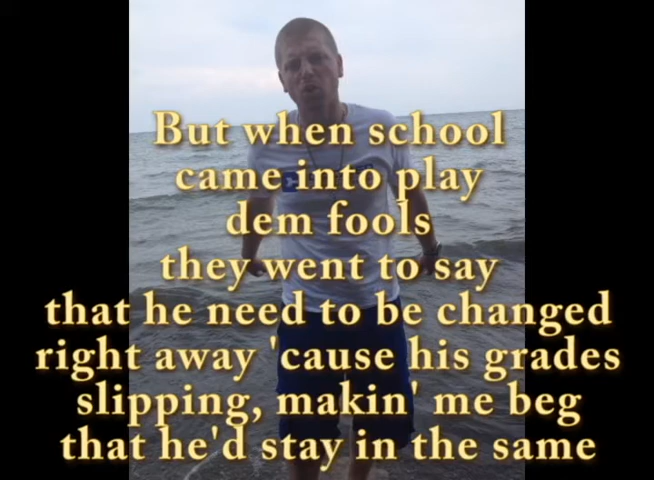 But when school
came into play
dem fools
they went to say
that he need to be changed
right away 'cause his grades
slipping, makin' me beg
that he'd stay in the same